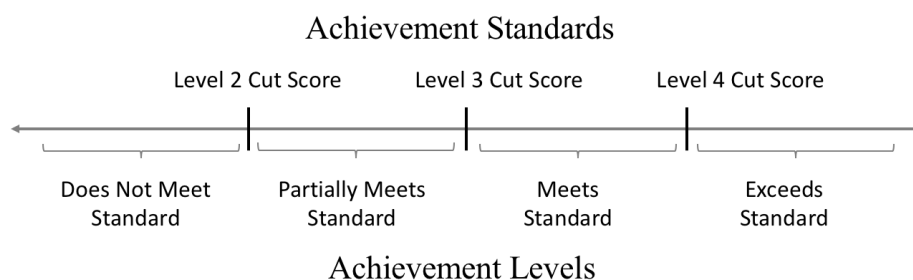 Achievement Standards
Level 2 Cut Score
Level 3 Cut Score
Level 4 Cut Score
Does Not Meet
Standard
Partially Meets
Standard
Meets
Standard
Exceeds
Standard
Achievement Levels